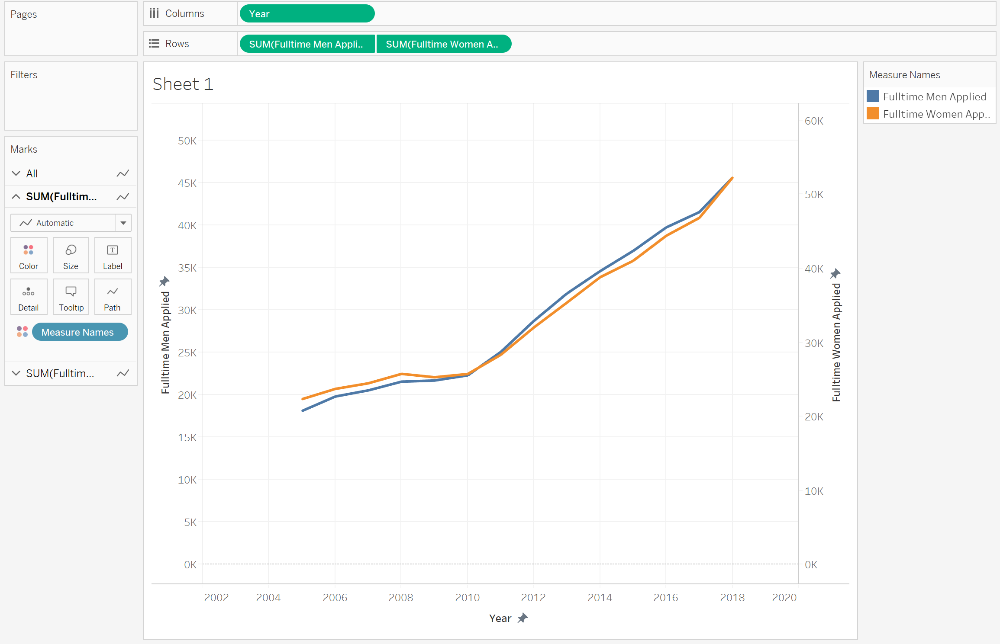 Pages
Columns
Year
Rows
SUM(Fulltime Men Appli..
SUM(Fulltime Women A..
Filters
Marks
All
SUM(Fulltim...
Automatic
Color
Size
Label
Detail
Tooltip
Path
Measure Names
SUM(Fulltim...
Sheet 1
Fulltime Men Applied
50K
45K
40K
35K
30K
25K
20K
15K
10K
5K
0K
60K
50K
40K
30K
20K
10K
0K
Fulltime Women Applied
2002
2004
2006
2008
2010
2012
2014
2016
2018
2020
Year
Measure Names
Fulltime Men Applied
Fulltime Women App..